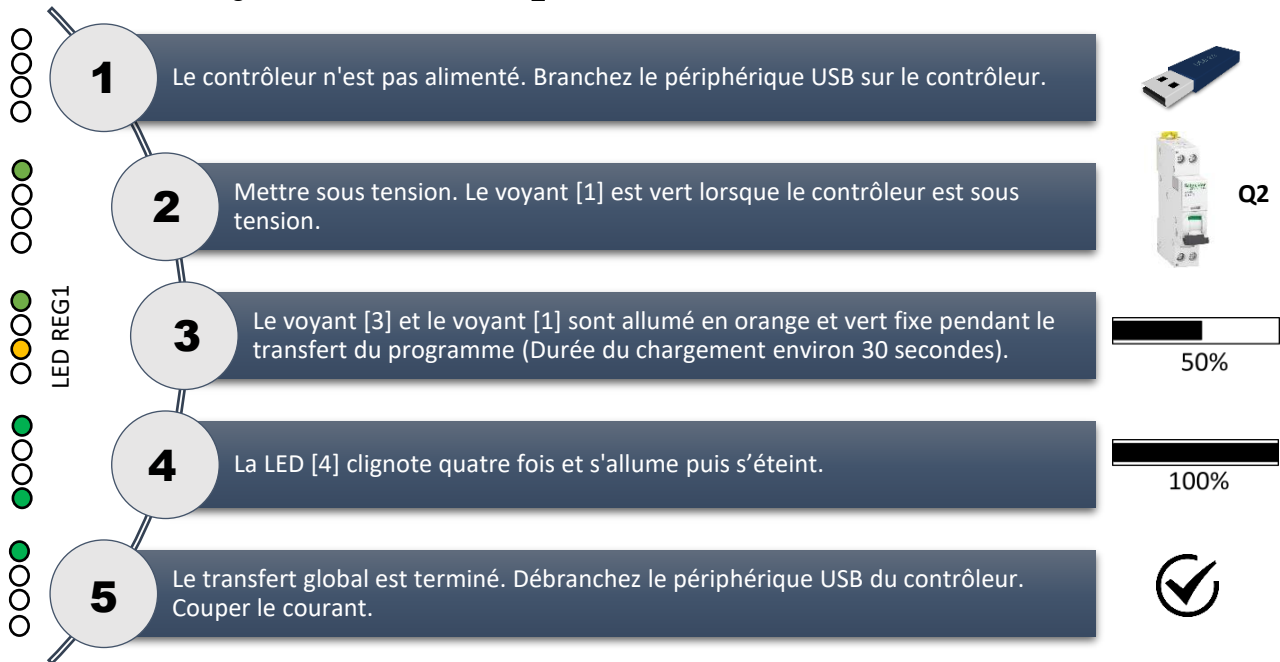 1
Le contrôleur n'est pas alimenté. Branchez le périphérique USB sur le contrôleur.
2
Mettre sous tension. Le voyant [1] est vert lorsque le contrôleur est sous
tension.
Q2
LED REG1
3
Le voyant [3] et le voyant [1] sont allumé en orange et vert fixe pendant le
transfert du programme (Durée du chargement environ 30 secondes).
50%
4
La LED [4] clignote quatre fois et s'allume puis s’éteint.
100%
5
Le transfert global est terminé. Débranchez le périphérique USB du contrôleur.
Couper le courant.